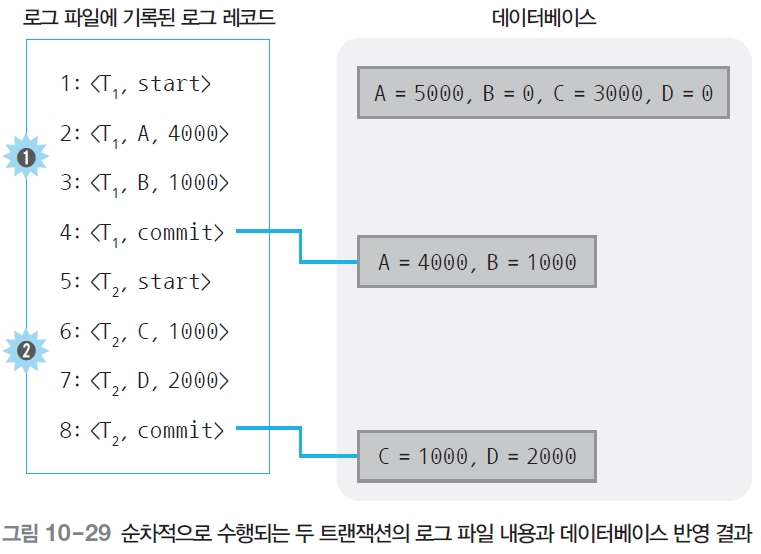 로그 파일에 기록된 로그 레코드
데이터베이스
1: <T1, start>
A = 5000, B = 0, C = 3000, D = 0
2: <T1, A, 4000>
❶
3: <T1, B, 1000>
4: <T1, commit>
A = 4000, B = 1000
5: <T2, start>
6: <T2, C, 1000>
❷
7: <T2, D, 2000>
8: <T2, commit>
C = 1000, D = 2000
그림 10-29 순차적으로 수행되는 두 트랜잭션의 로그 파일 내용과 데이터베이스 반영 결과